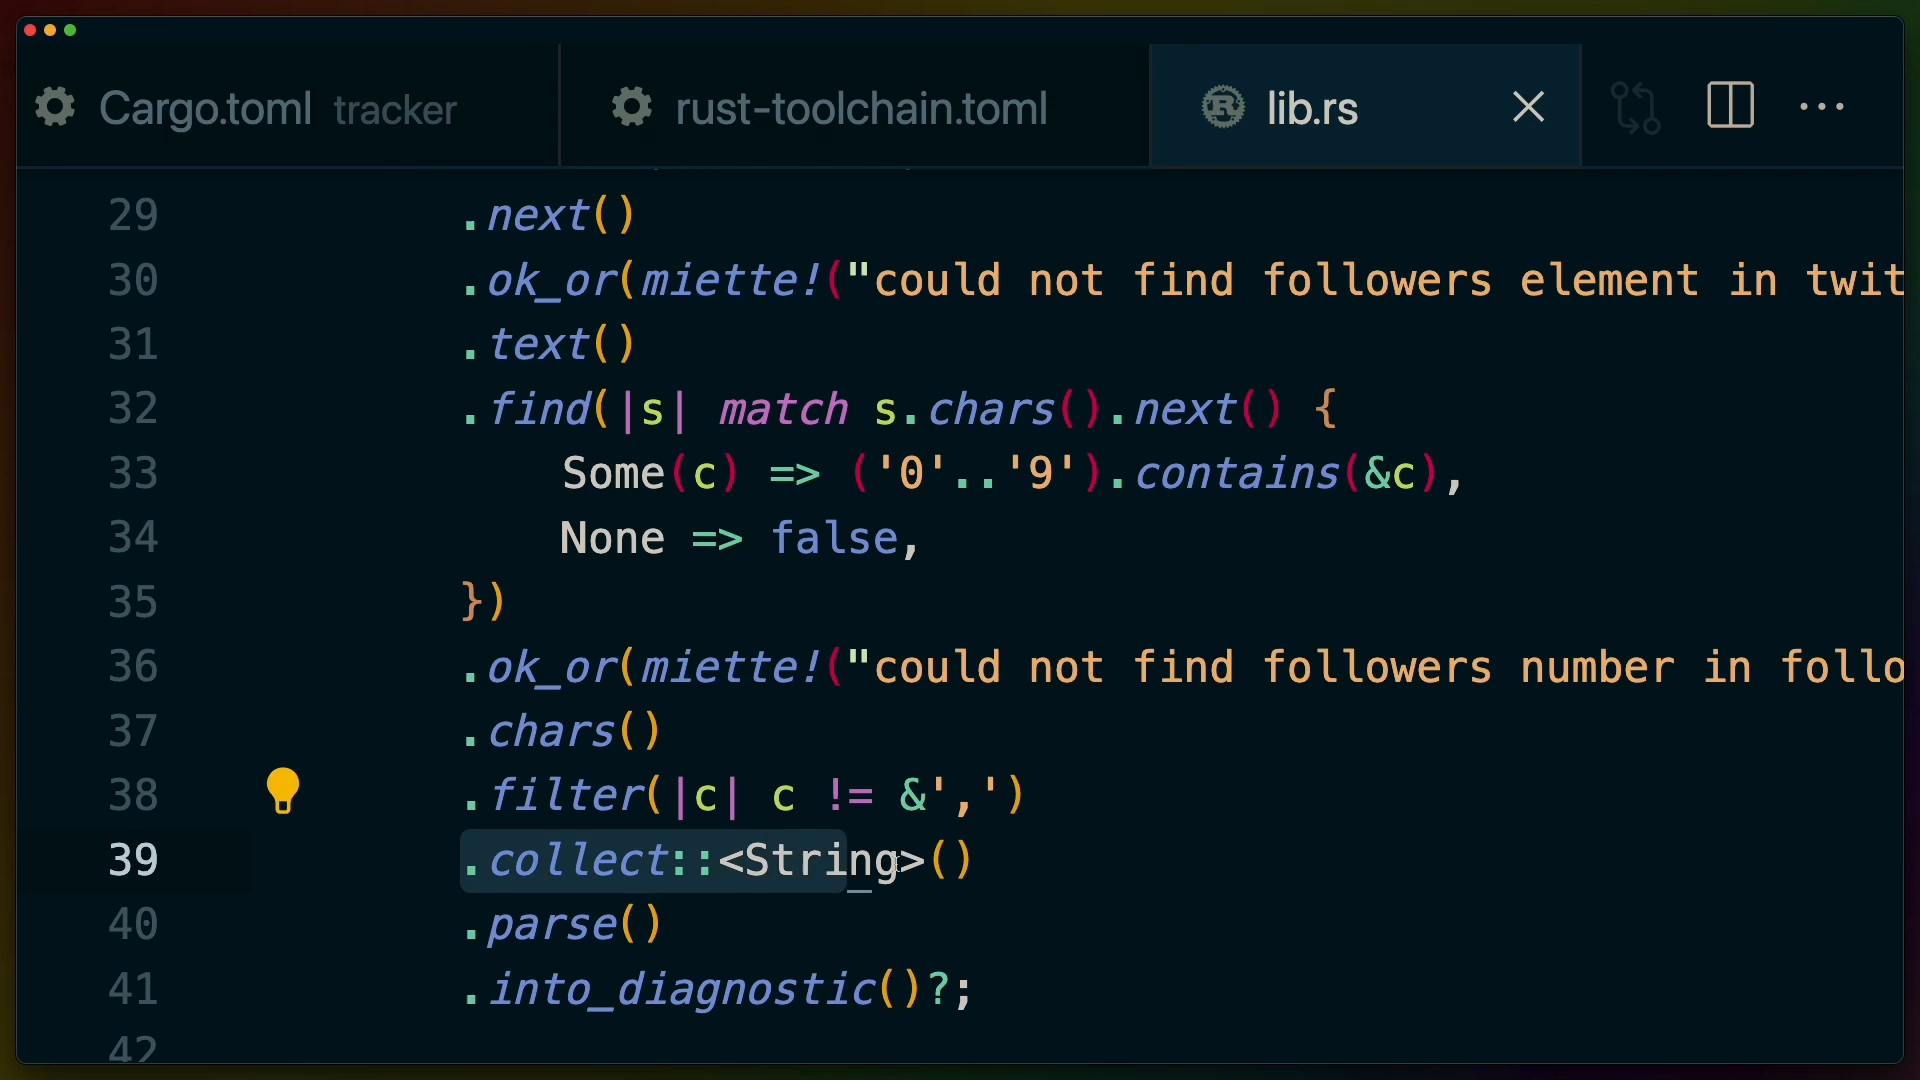 Cargo.toml tracker rust-toolchain.toml lib.rs
29 .next()
30 .ok_or(miette!("could not find followers element in twit
31 .text()
32 .find(|s| match s.chars().next() {
33 Some(c) => ('0'..'9').contains(&c),
34 None => false,
35 })
36 .ok_or(miette!("could not find followers number in follo
37 .chars()
38 .filter(|c| c != &',')
39 .collect::<String>()
40 .parse()
41 .into_diagnostic()?;
42